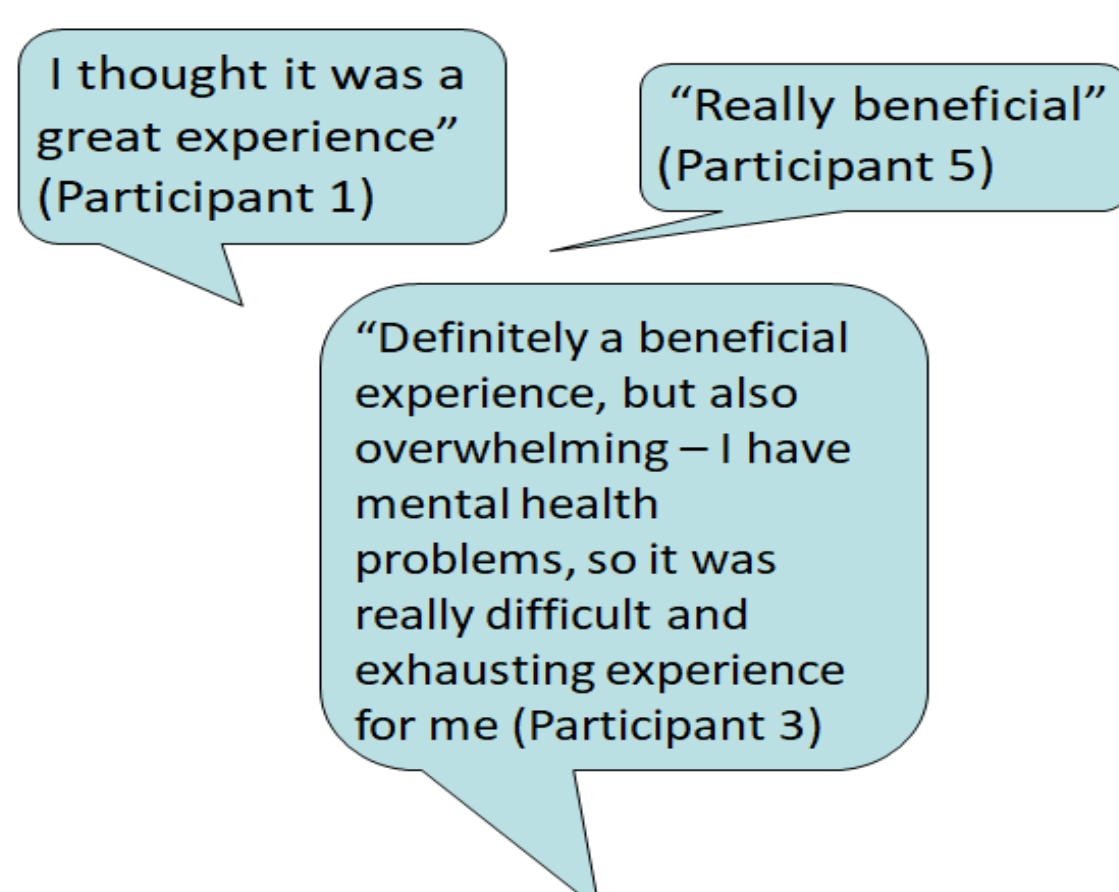 I thought it was a
great experience”
(Participant 1)
“Really beneficial”
(Participant 5)
“Definitely a beneficial
experience, but also
overwhelming – I have
mental health
problems, so it was
really difficult and
exhausting experience
for me (Participant 3)